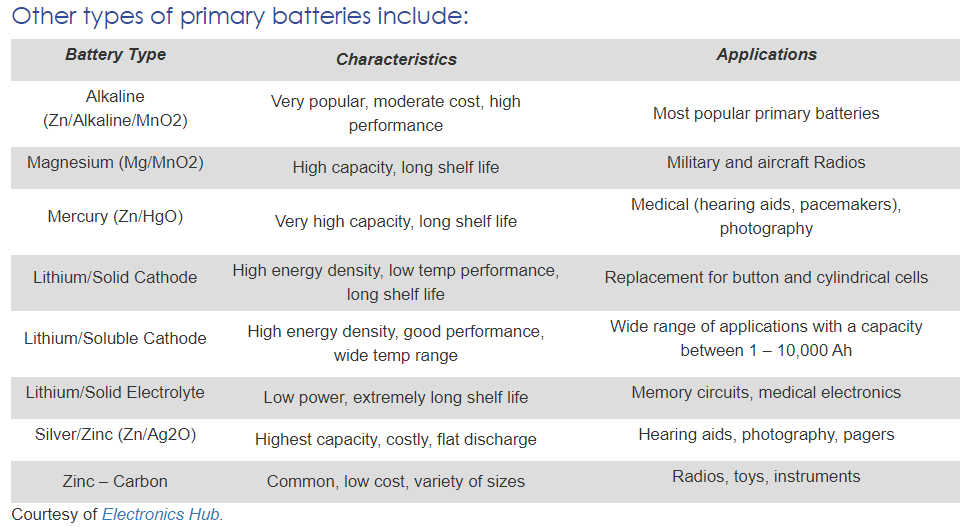 Other types of primary batteries include:
Battery Type Characteristics Applications
Alkaline
(Zn/Alkaline/MnO2)
Very popular, moderate cost, high
performance
Most popular primary batteries
Magnesium (Mg/MnO2) High capacity, long shelf life Military and aircraft Radios
Mercury (Zn/HgO) Very high capacity, long shelf life
Medical (hearing aids, pacemakers),
photography
Lithium/Solid Cathode
High energy density, low temp performance,
long shelf life
Replacement for button and cylindrical cells
Lithium/Soluble Cathode
High energy density, good performance,
wide temp range
Wide range of applications with a capacity
between 1 – 10,000 Ah
Lithium/Solid Electrolyte Low power, extremely long shelf life Memory circuits, medical electronics
Silver/Zinc (Zn/Ag2O) Highest capacity, costly, flat discharge Hearing aids, photography, pagers
Zinc – Carbon Common, low cost, variety of sizes Radios, toys, instruments
Courtesy of Electronics Hub.